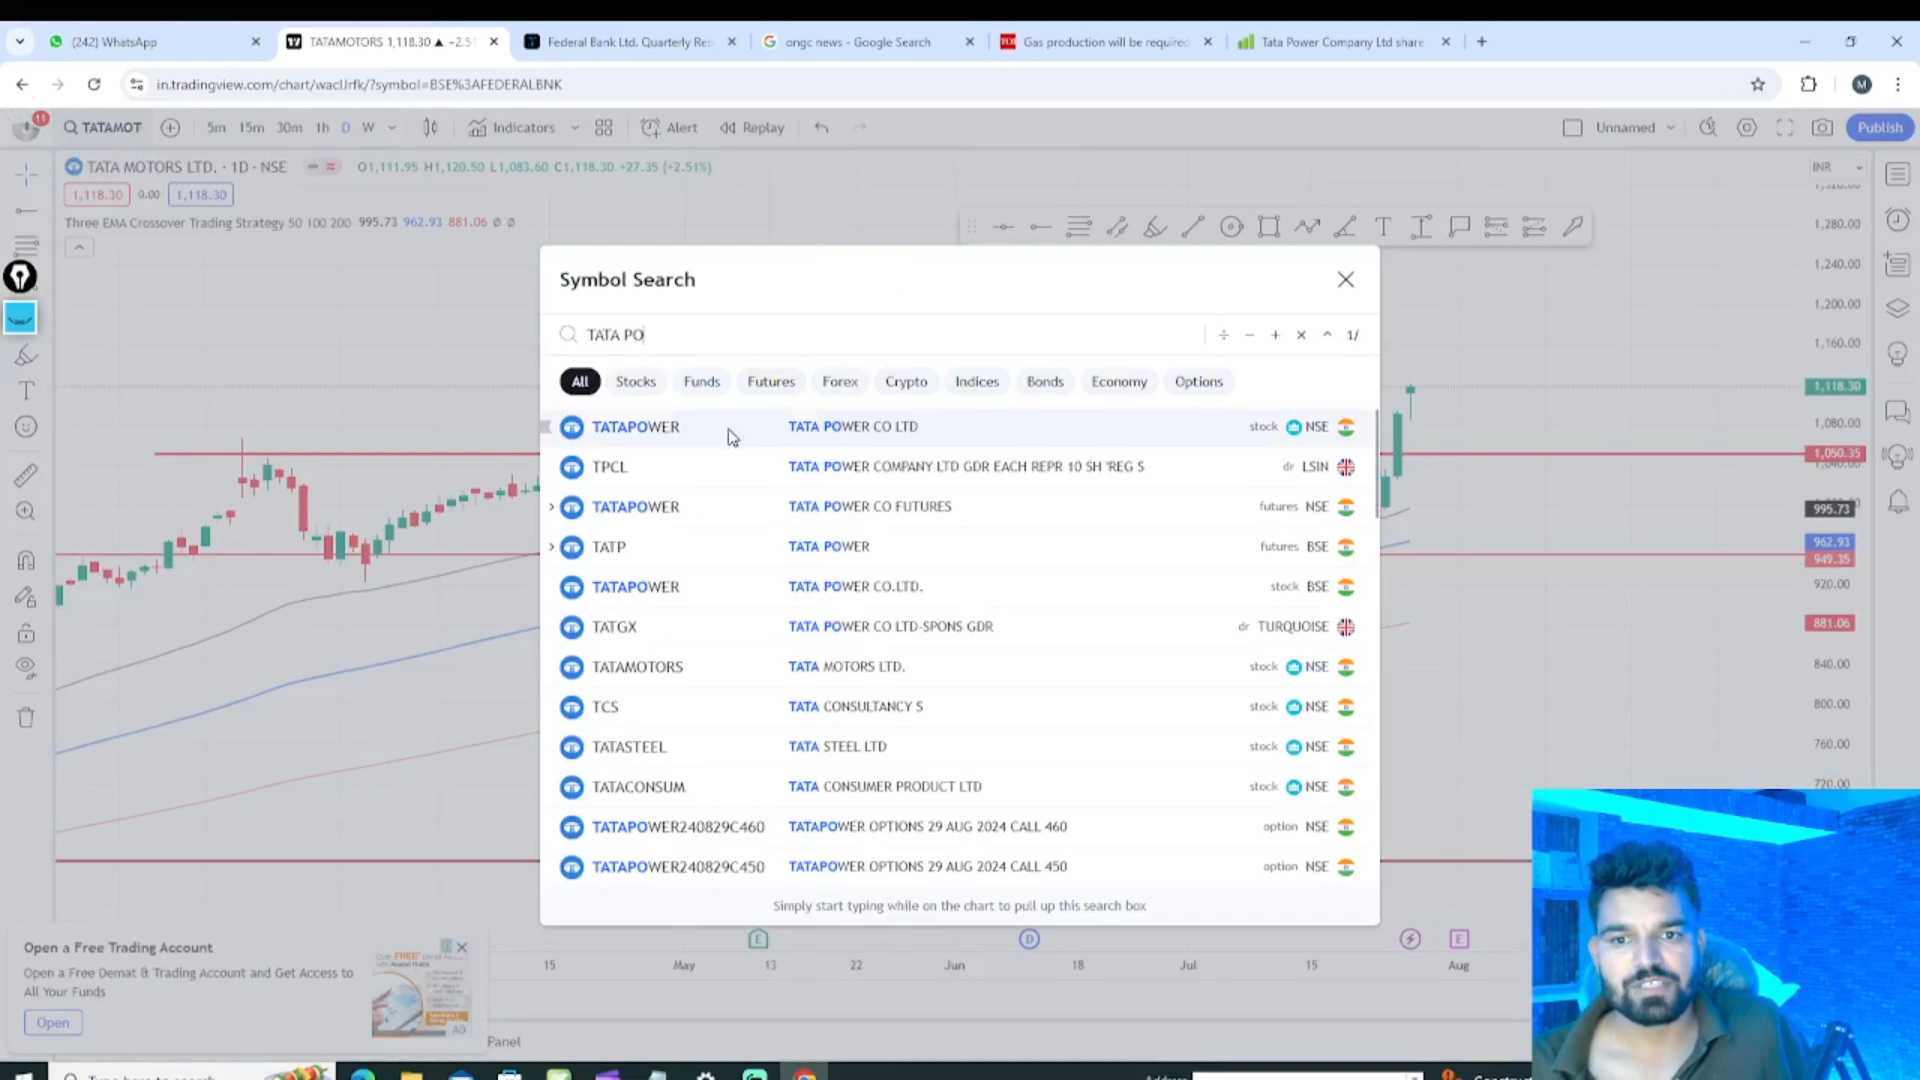 (242) WhatsApp
TATAMOTORS 1,118.30 ▲ +2.5
Federal Bank Ltd. Quarterly Res
ongc news - Google Search
Gas production will be required
Tata Power Company Ltd share
in.tradingview.com/chart/waclJrfk/?symbol=BSE%3AFEDERALBNK
M
11
TATAMOT 5m 15m 30m 1h D W Indicators Alert Replay Unnamed Publish
TATA MOTORS LTD. · 1D · NSE O1,111.95 H1,120.50 L1,083.60 C1,118.30 +27.35 (+2.51%)
INR
1,118.30 0.00 1,118.30
Three EMA Crossover Trading Strategy 50 100 200 995.73 962.93 881.06
Symbol Search
TATA PO ÷ − + × ^ 1/
All Stocks Funds Futures Forex Crypto Indices Bonds Economy Options
TATAPOWER TATA POWER CO LTD stock NSE
TPCL TATA POWER COMPANY LTD GDR EACH REPR 10 SH 'REG S dr LSIN
TATAPOWER TATA POWER CO FUTURES futures NSE
TATP TATA POWER futures BSE
TATAPOWER TATA POWER CO.LTD. stock BSE
TATGX TATA POWER CO LTD-SPONS GDR dr TURQUOISE
TATAMOTORS TATA MOTORS LTD. stock NSE
TCS TATA CONSULTANCY S stock NSE
TATASTEEL TATA STEEL LTD stock NSE
TATACONSUM TATA CONSUMER PRODUCT LTD stock NSE
TATAPOWER240829C460 TATAPOWER OPTIONS 29 AUG 2024 CALL 460 option NSE
TATAPOWER240829C450 TATAPOWER OPTIONS 29 AUG 2024 CALL 450 option NSE
Simply start typing while on the chart to pull up this search box
1,280.00
1,240.00
1,200.00
1,160.00
1,118.30
1,080.00
1,050.35
995.73
962.93
949.35
920.00
881.06
840.00
800.00
760.00
720.00
E D E
15 May 13 22 Jun 18 Jul 15 Aug
Open a Free Trading Account
Open a Free Demat & Trading Account and Get Access to
All Your Funds
Open
AD
Panel
Type here to search